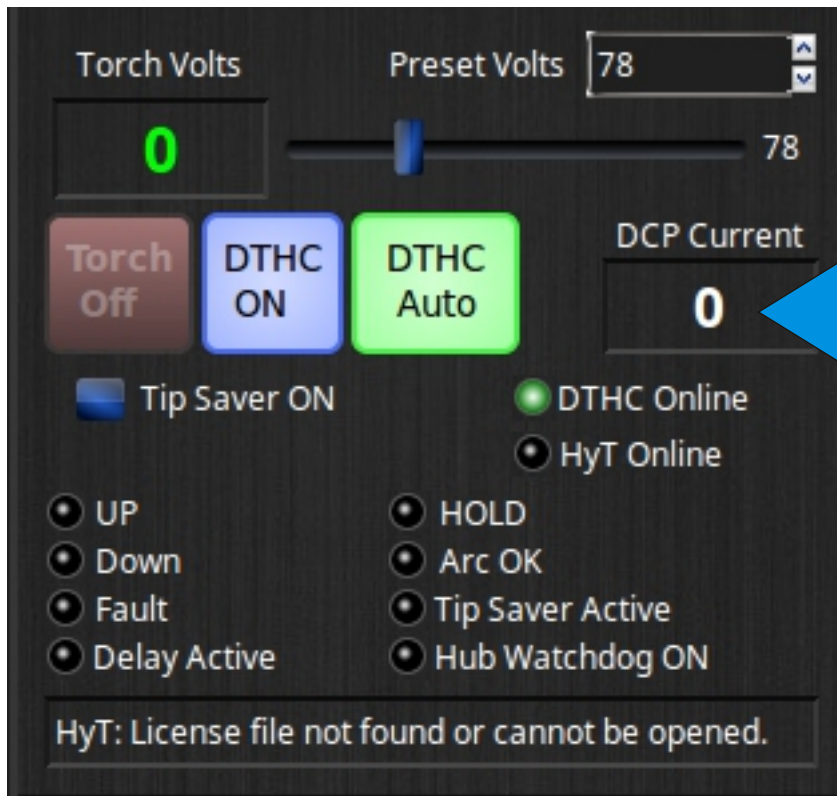 Torch Volts
Preset Volts
78
0
78
Torch Off
DTHC ON
DTHC Auto
DCP Current
0
Tip Saver ON
DTHC Online
HyT Online
UP
HOLD
Down
Arc OK
Fault
Tip Saver Active
Delay Active
Hub Watchdog ON
HyT: License file not found or cannot be opened.